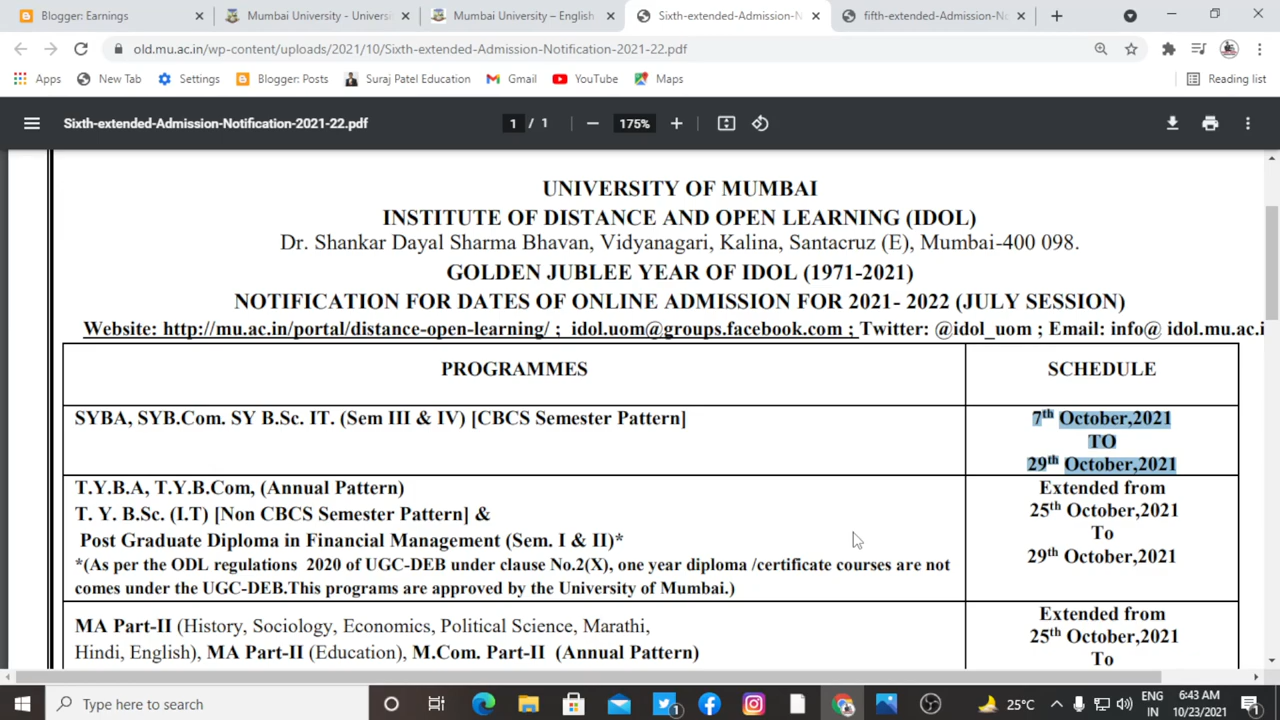 Blogger: Earnings
Mumbai University - Universi
Mumbai University – English
Sixth-extended-Admission-N
fifth-extended-Admission-No
old.mu.ac.in/wp-content/uploads/2021/10/Sixth-extended-Admission-Notification-2021-22.pdf
Apps
New Tab
Settings
Blogger: Posts
Suraj Patel Education
Gmail
YouTube
Maps
Reading list
Sixth-extended-Admission-Notification-2021-22.pdf
1 / 1
175%
UNIVERSITY OF MUMBAI
INSTITUTE OF DISTANCE AND OPEN LEARNING (IDOL)
Dr. Shankar Dayal Sharma Bhavan, Vidyanagari, Kalina, Santacruz (E), Mumbai-400 098.
GOLDEN JUBLEE YEAR OF IDOL (1971-2021)
NOTIFICATION FOR DATES OF ONLINE ADMISSION FOR 2021- 2022 (JULY SESSION)
Website: http://mu.ac.in/portal/distance-open-learning/ ; idol.uom@groups.facebook.com ; Twitter: @idol_uom ; Email: info@ idol.mu.ac.i
PROGRAMMES
SCHEDULE
SYBA, SYB.Com. SY B.Sc. IT. (Sem III & IV) [CBCS Semester Pattern]
7th October,2021
TO
29th October,2021
T.Y.B.A, T.Y.B.Com, (Annual Pattern)
T. Y. B.Sc. (I.T) [Non CBCS Semester Pattern] &
Post Graduate Diploma in Financial Management (Sem. I & II)*
*(As per the ODL regulations 2020 of UGC-DEB under clause No.2(X), one year diploma /certificate courses are not
comes under the UGC-DEB.This programs are approved by the University of Mumbai.)
Extended from
25th October,2021
To
29th October,2021
MA Part-II (History, Sociology, Economics, Political Science, Marathi,
Hindi, English), MA Part-II (Education), M.Com. Part-II (Annual Pattern)
Extended from
25th October,2021
To
Type here to search
1
25°C
ENG
IN
6:43 AM
10/23/2021
1